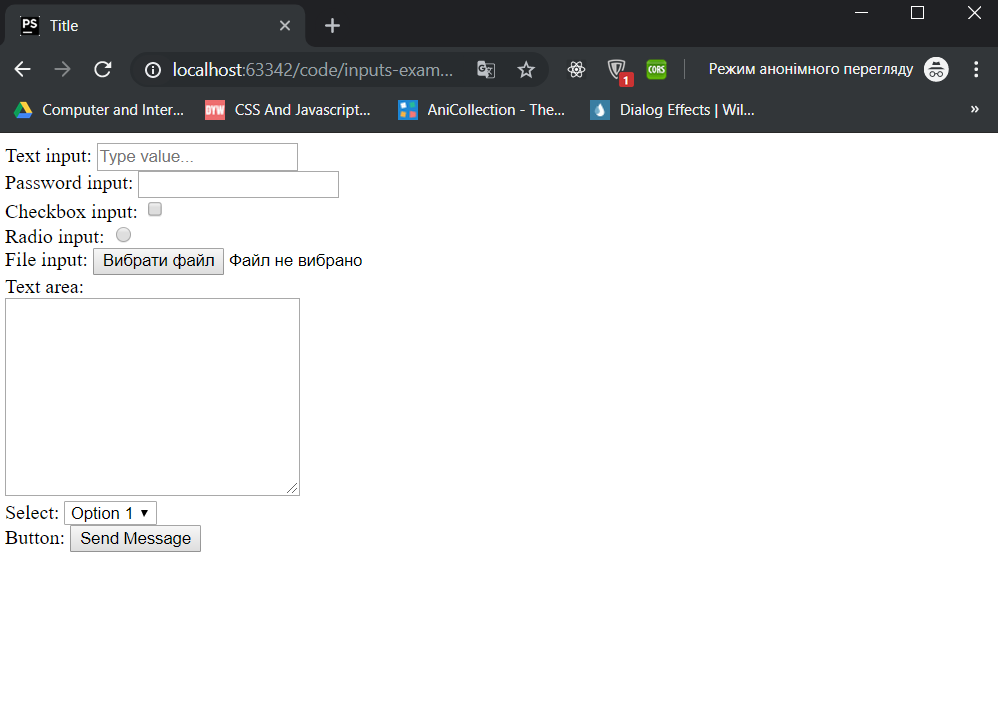 PS Title
localhost:63342/code/inputs-exam... 1 CORS Режим анонімного перегляду
Computer and Inter... DYW CSS And Javascript... AniCollection - The... Dialog Effects | Wil... »
Text input: Type value...
Password input:
Checkbox input:
Radio input:
File input: Вибрати файл Файл не вибрано
Text area:
Select: Option 1
Button: Send Message